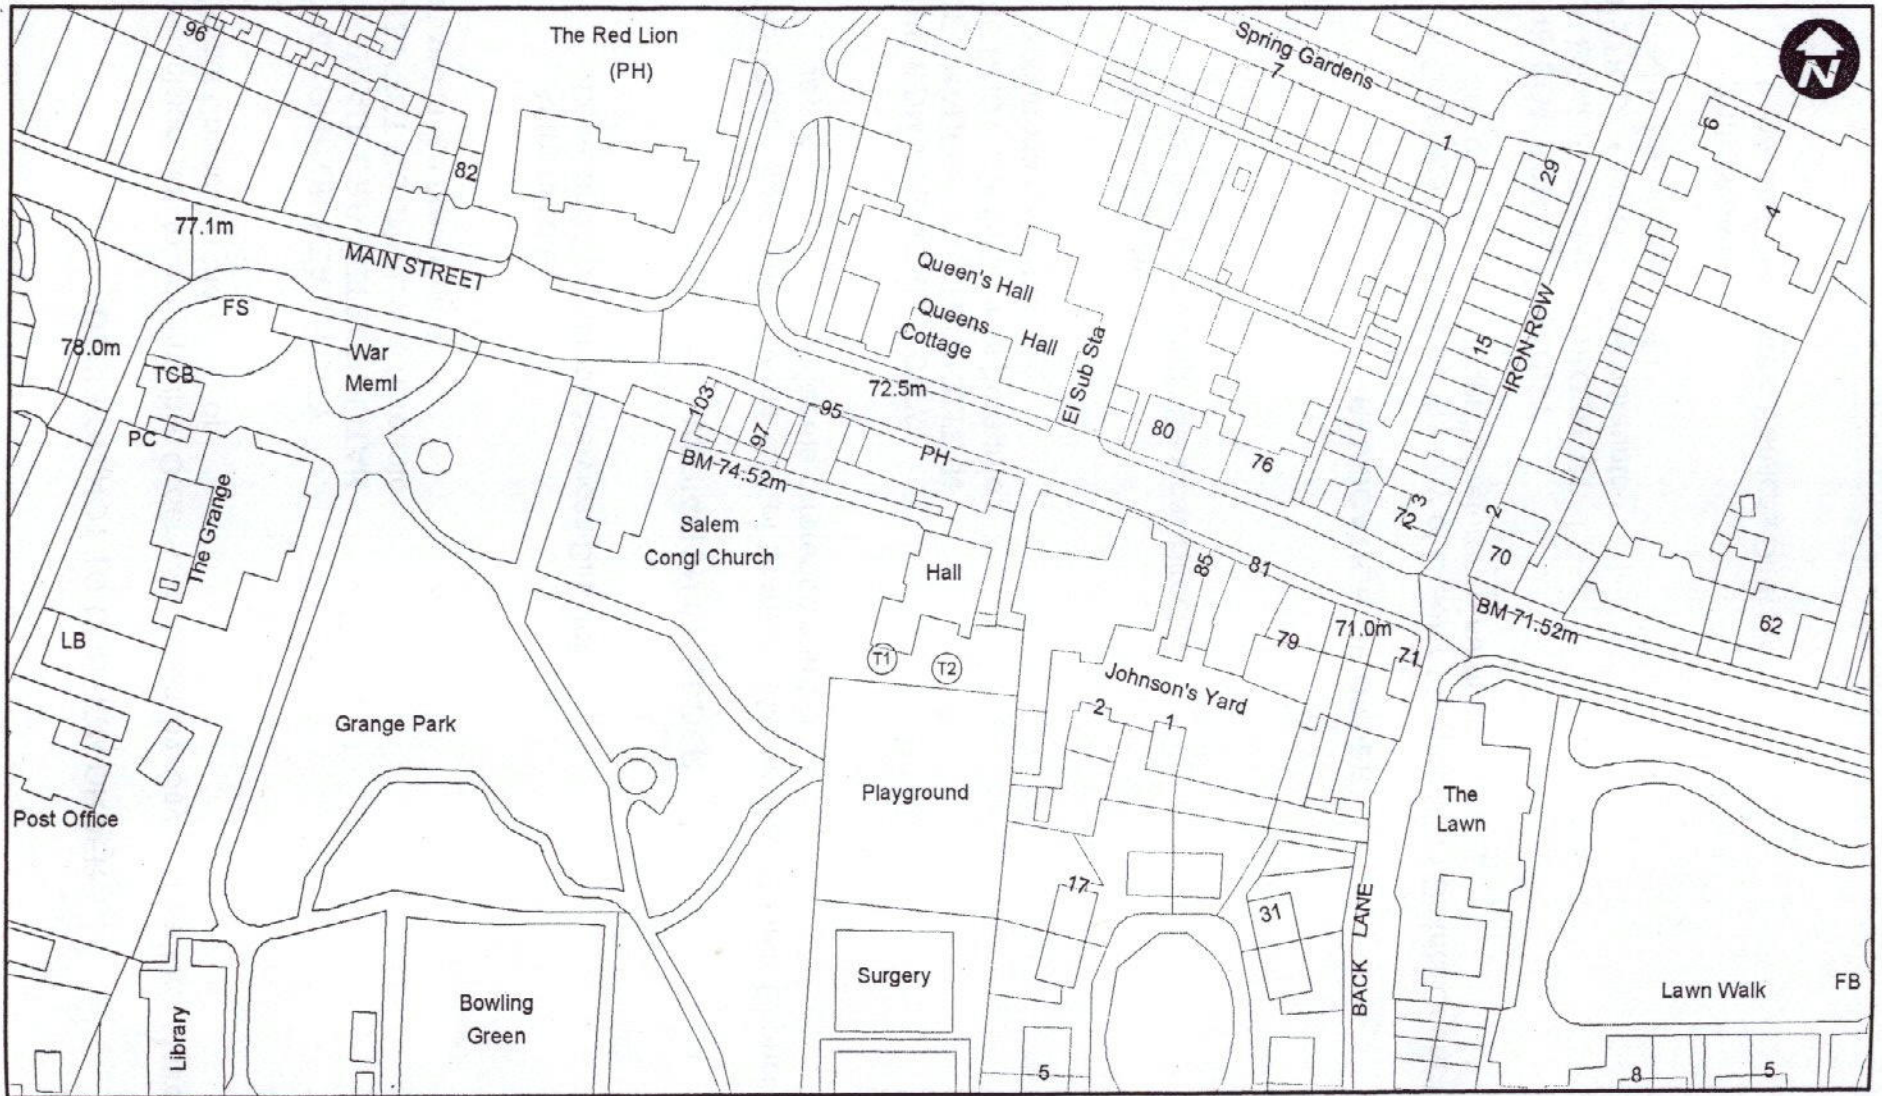 The Red Lion
(PH)
Spring Gardens
7
N
96
82
1
29
6
4
77.1m
MAIN STREET
Queen's Hall
Queens
Cottage
Hall
El Sub Sta
15
IRON ROW
FS
War
Meml
78.0m
TCB
PC
72.5m
103
97
95
PH
80
76
3
72
2
70
BM 74.52m
The Grange
Salem
Congl Church
Hall
85
81
79
71.0m
71
BM 71.52m
62
LB
T1
T2
Johnson's Yard
2
1
Grange Park
Playground
Post Office
The
Lawn
17
31
BACK LANE
Surgery
Lawn Walk
FB
Library
Bowling
Green
5
8
5